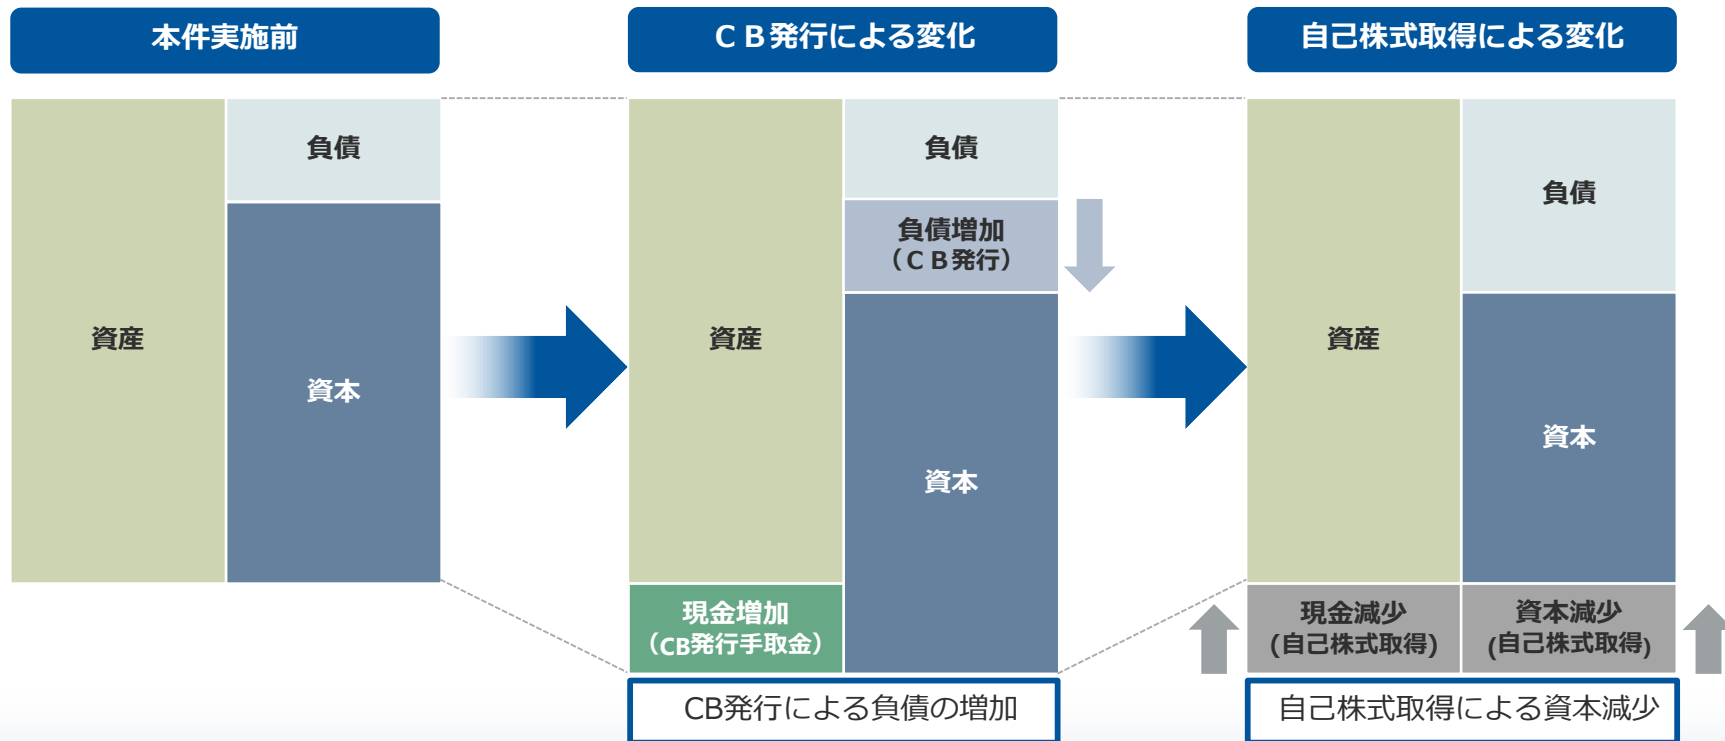 本件実施前
ＣＢ発行による変化
自己株式取得による変化
資産
負債
資本
資産
負債
負債増加
（ＣＢ発行）
資本
現金増加
（CB発行手取金）
資産
負債
資本
現金減少
(自己株式取得)
資本減少
(自己株式取得)
CB発行による負債の増加
自己株式取得による資本減少